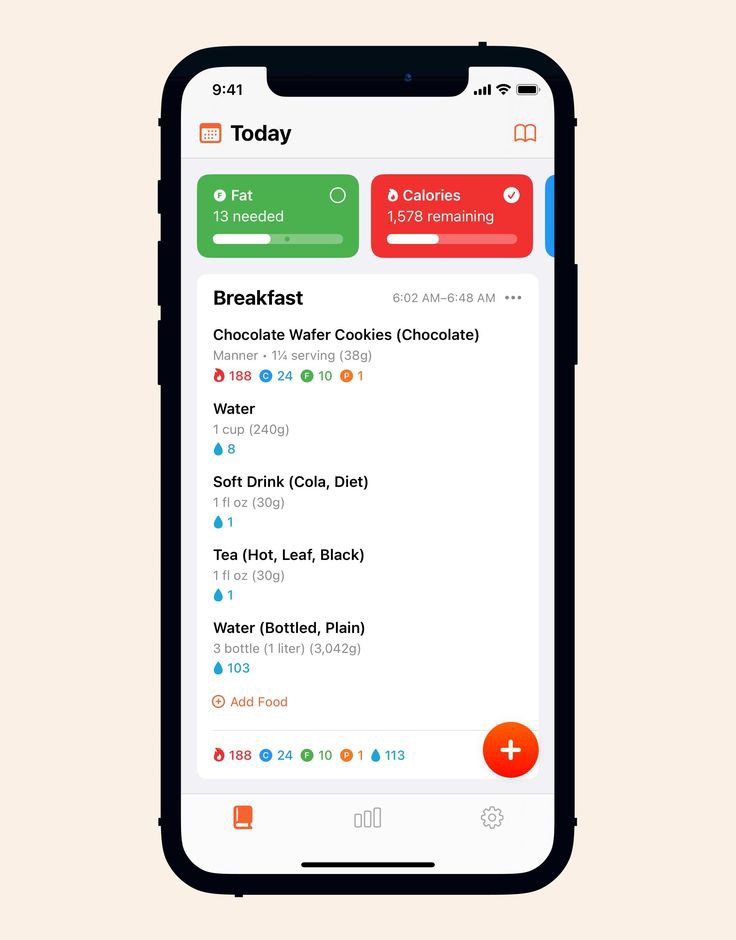 9:41
Today
F Fat
13 needed
Calories
1,578 remaining
Breakfast 6:02 AM–6:48 AM
Chocolate Wafer Cookies (Chocolate)
Manner • 1¼ serving (38g)
188 C 24 F 10 P 1
Water
1 cup (240g)
8
Soft Drink (Cola, Diet)
1 fl oz (30g)
1
Tea (Hot, Leaf, Black)
1 fl oz (30g)
1
Water (Bottled, Plain)
3 bottle (1 liter) (3,042g)
103
Add Food
188 C 24 F 10 P 1 113